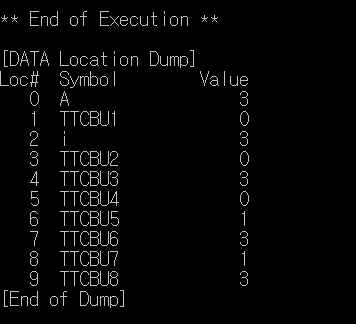 ** End of Execution **
[DATA Location Dump]
Loc# Symbol Value
0 A 3
1 TTCBU1 0
2 i 3
3 TTCBU2 0
4 TTCBU3 3
5 TTCBU4 0
6 TTCBU5 1
7 TTCBU6 3
8 TTCBU7 1
9 TTCBU8 3
[End of Dump]